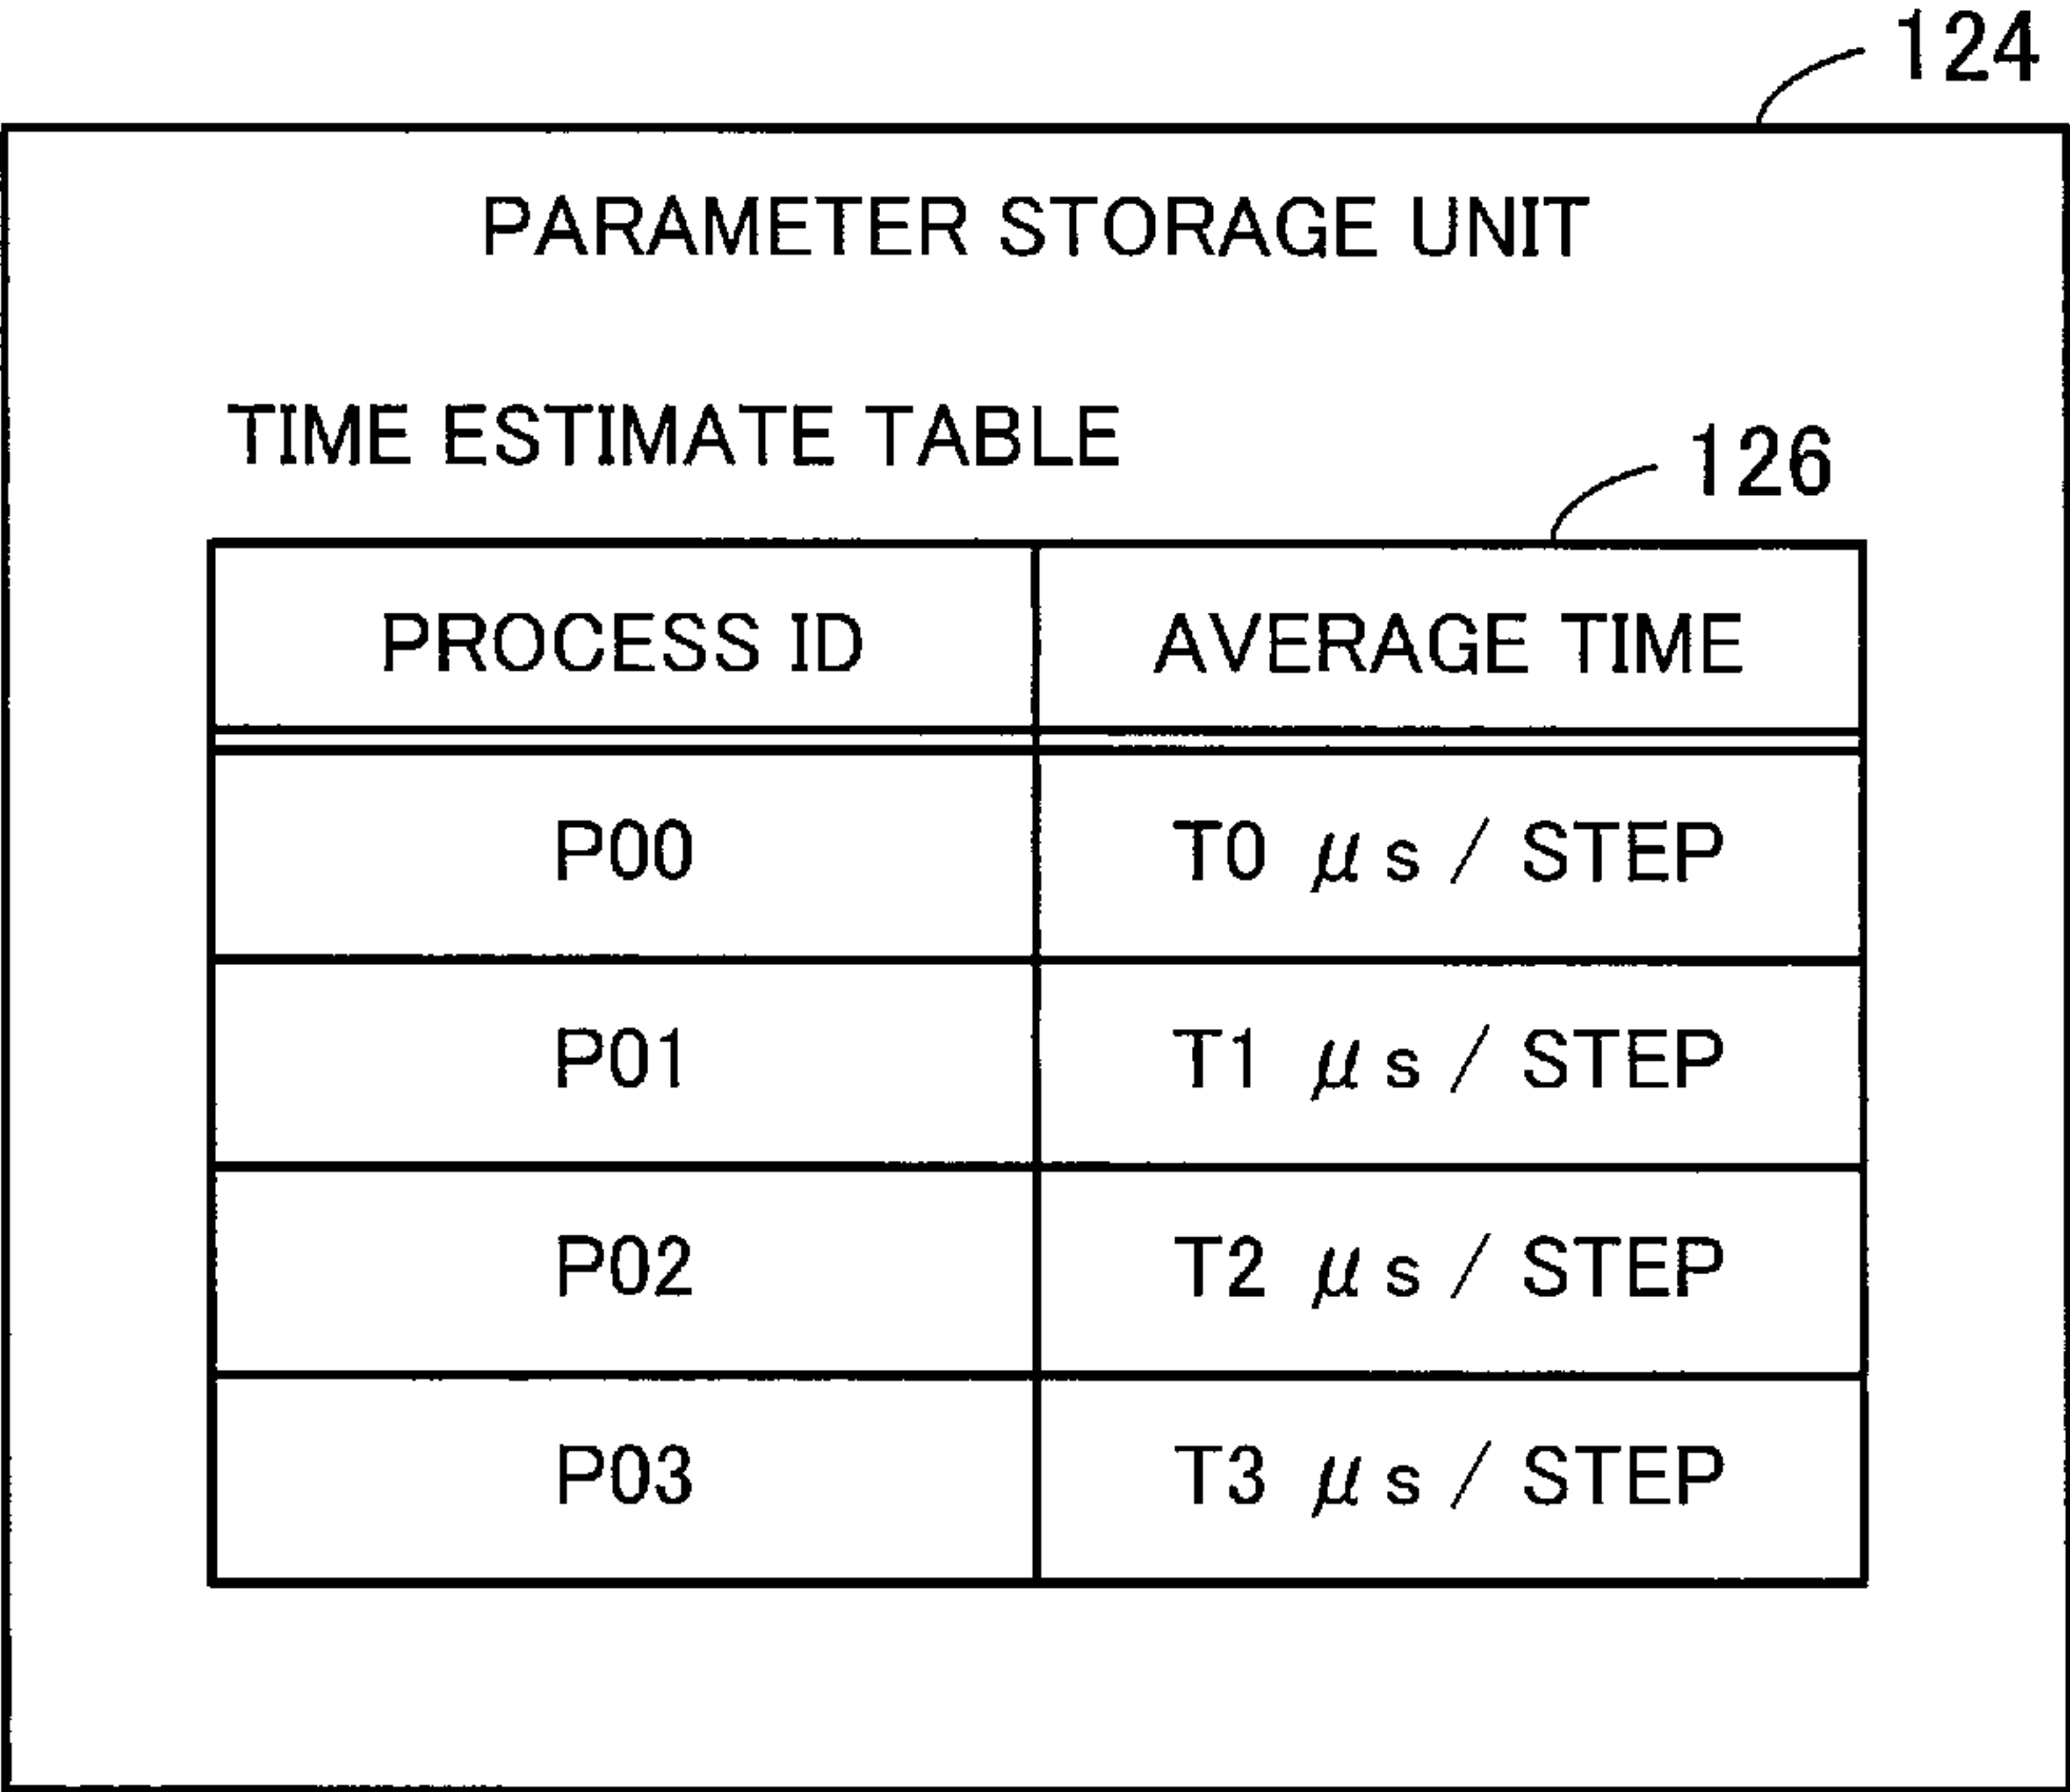 124
PARAMETER STORAGE UNIT
TIME ESTIMATE TABLE
126
PROCESS ID AVERAGE TIME
P00 T0 μs / STEP
P01 T1 μs / STEP
P02 T2 μs / STEP
P03 T3 μs / STEP